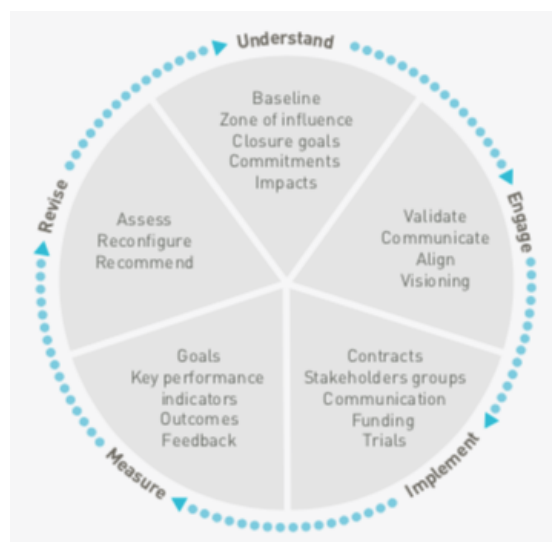 Understand
Baseline
Zone of influence
Closure goals
Commitments
Impacts
Engage
Validate
Communicate
Align
Visioning
Implement
Contracts
Stakeholders groups
Communication
Funding
Trials
Measure
Goals
Key performance
indicators
Outcomes
Feedback
Revise
Assess
Reconfigure
Recommend